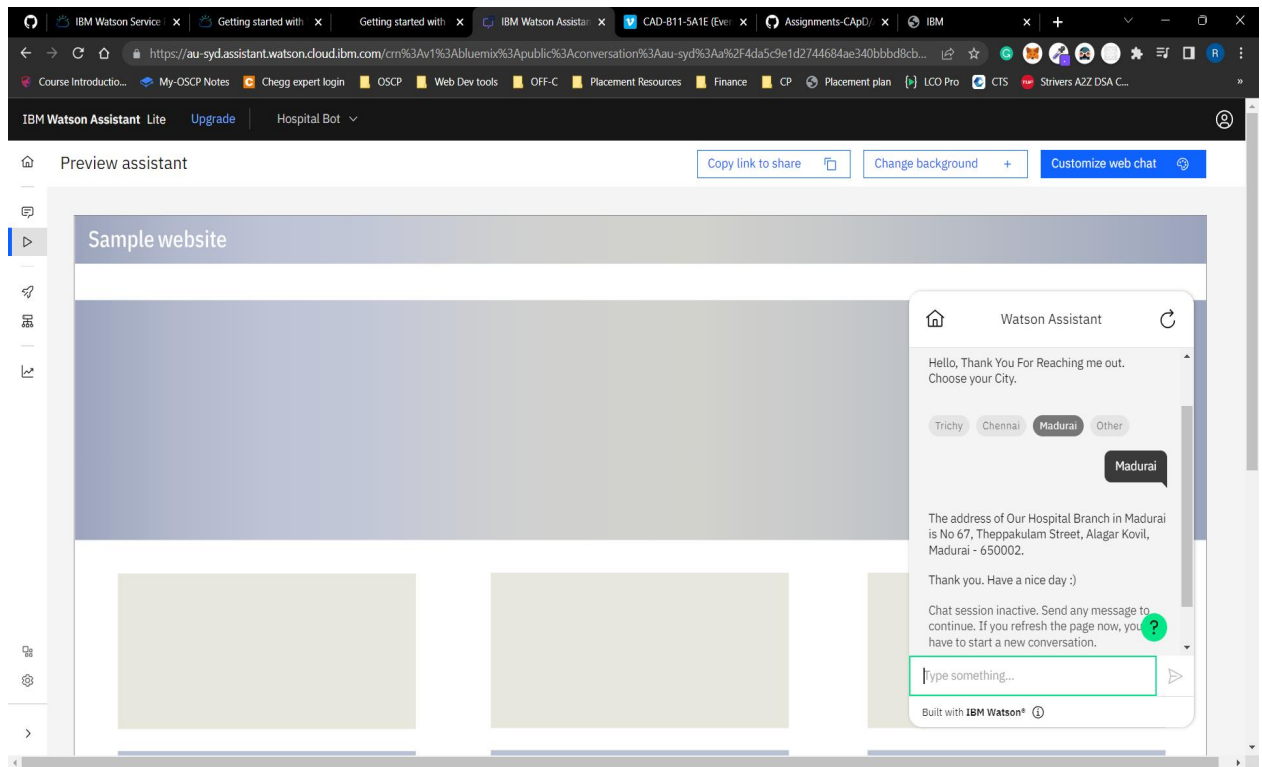 IBM Watson Service
Getting started with
Getting started with
IBM Watson Assistan
CAD-B11-5A1E (Ever
Assignments-CApD/
IBM
https://au-syd.assistant.watson.cloud.ibm.com/crn%3Av1%3Abluemix%3Apublic%3Aconversation%3Aau-syd%3Aa%2F4da5c9e1d2744684ae340bbbd8cb...
R
Course Introductio...
My-OSCP Notes
Chegg expert login
OSCP
Web Dev tools
OFF-C
Placement Resources
Finance
CP
Placement plan
LCO Pro
CTS
Strivers A2Z DSA C...
»
IBM Watson Assistant Lite
Upgrade
Hospital Bot
Preview assistant
Copy link to share
Change background +
Customize web chat
Sample website
Watson Assistant
Hello, Thank You For Reaching me out.
Choose your City.
Trichy Chennai Madurai Other
Madurai
The address of Our Hospital Branch in Madurai
is No 67, Theppakulam Street, Alagar Kovil,
Madurai - 650002.
Thank you. Have a nice day :)
Chat session inactive. Send any message to
continue. If you refresh the page now, you
?
have to start a new conversation.
Type something...
Built with IBM Watson®